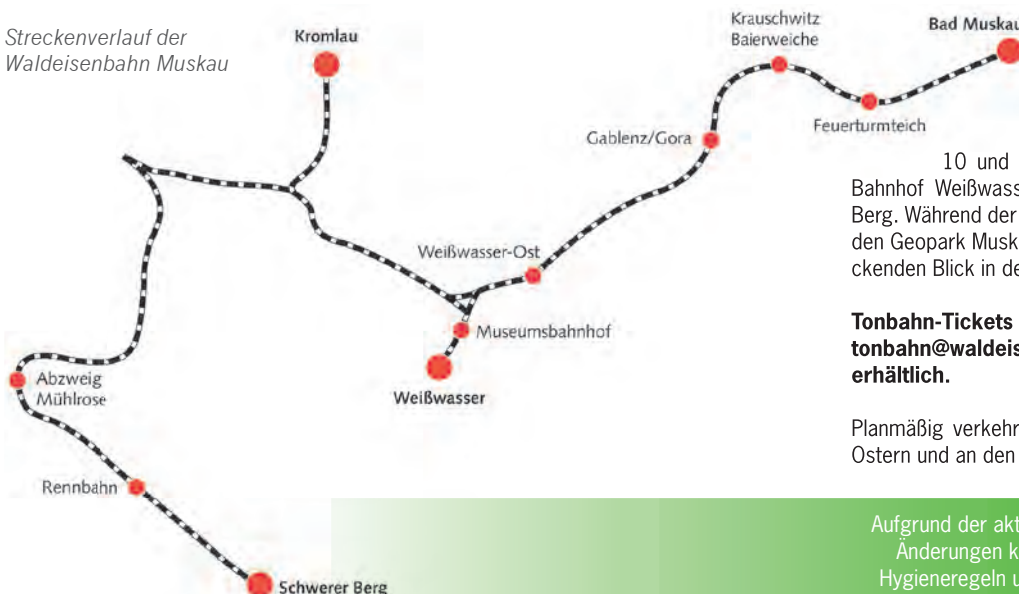 Streckenverlauf der
Waldeisenbahn Muskau
Kromlau
Krauschwitz
Baierweiche
Bad Muskau
Feuerturmteich
Gablenz/Gora
Weißwasser-Ost
Museumsbahnhof
Weißwasser
Abzweig
Mühlrose
Rennbahn
Schwerer Berg
10 und
Bahnhof Weißwass
Berg. Während der
den Geopark Musk
ckenden Blick in de
Tonbahn-Tickets
tonbahn@waldeis
erhältlich.
Planmäßig verkehr
Ostern und an den
Aufgrund der akt
Änderungen k
Hygieneregeln u